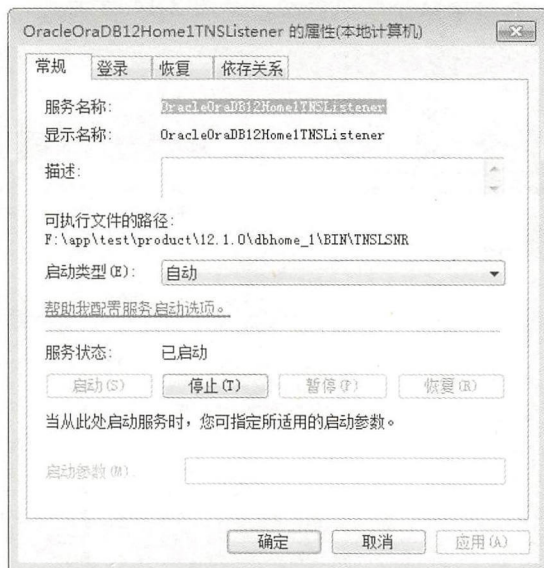 OracleOraDB12Home1TNSListener 的属性(本地计算机)
常规 登录 恢复 依存关系
服务名称: OracleOraDB12Home1TNSListener
显示名称: OracleOraDB12Home1TNSListener
描述:
可执行文件的路径:
F:\app\test\product\12.1.0\dbhome_1\BIN\TNSLSNR
启动类型(E): 自动
帮助我配置服务启动选项。
服务状态: 已启动
启动(S) 停止(T) 暂停(P) 恢复(R)
当从此处启动服务时，您可指定所适用的启动参数。
启动参数(M):
确定 取消 应用(A)